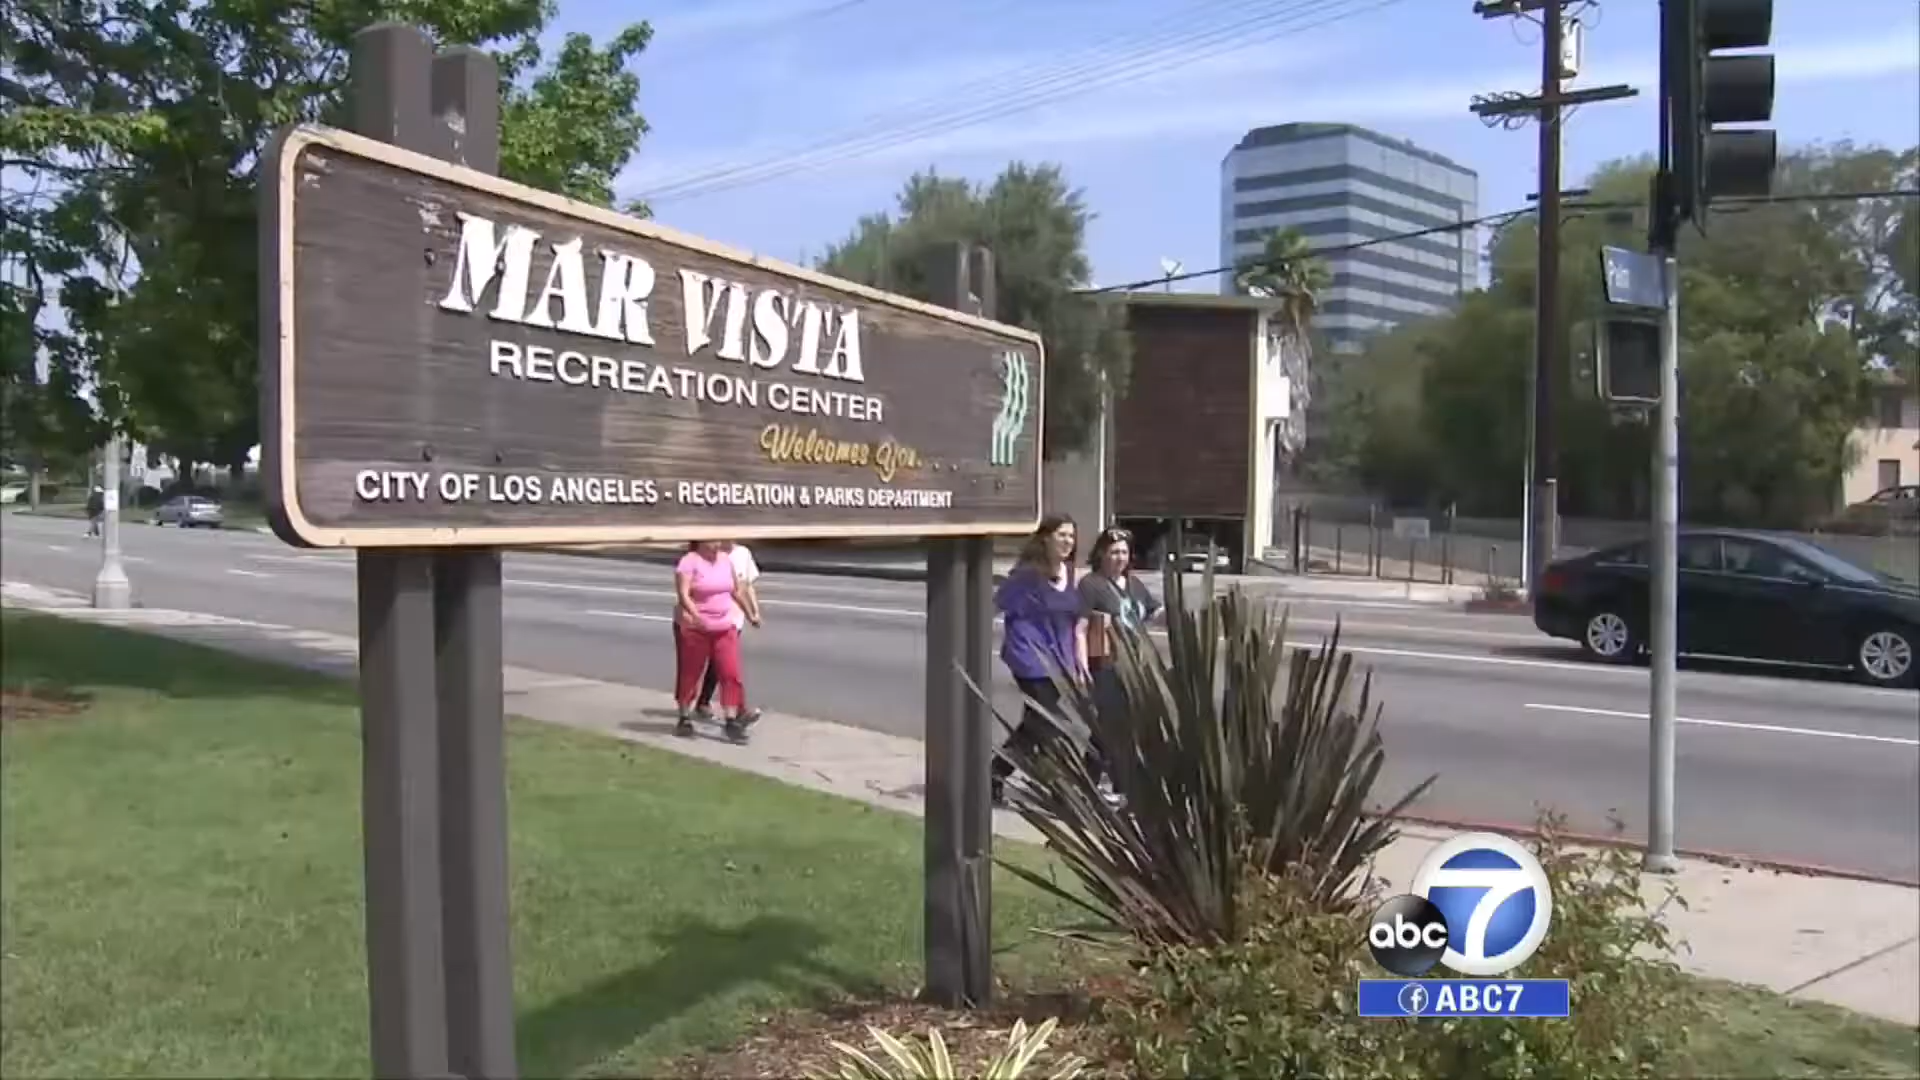 MAR VISTA
RECREATION CENTER
Welcomes You...
CITY OF LOS ANGELES - RECREATION & PARKS DEPARTMENT
abc 7
f ABC7